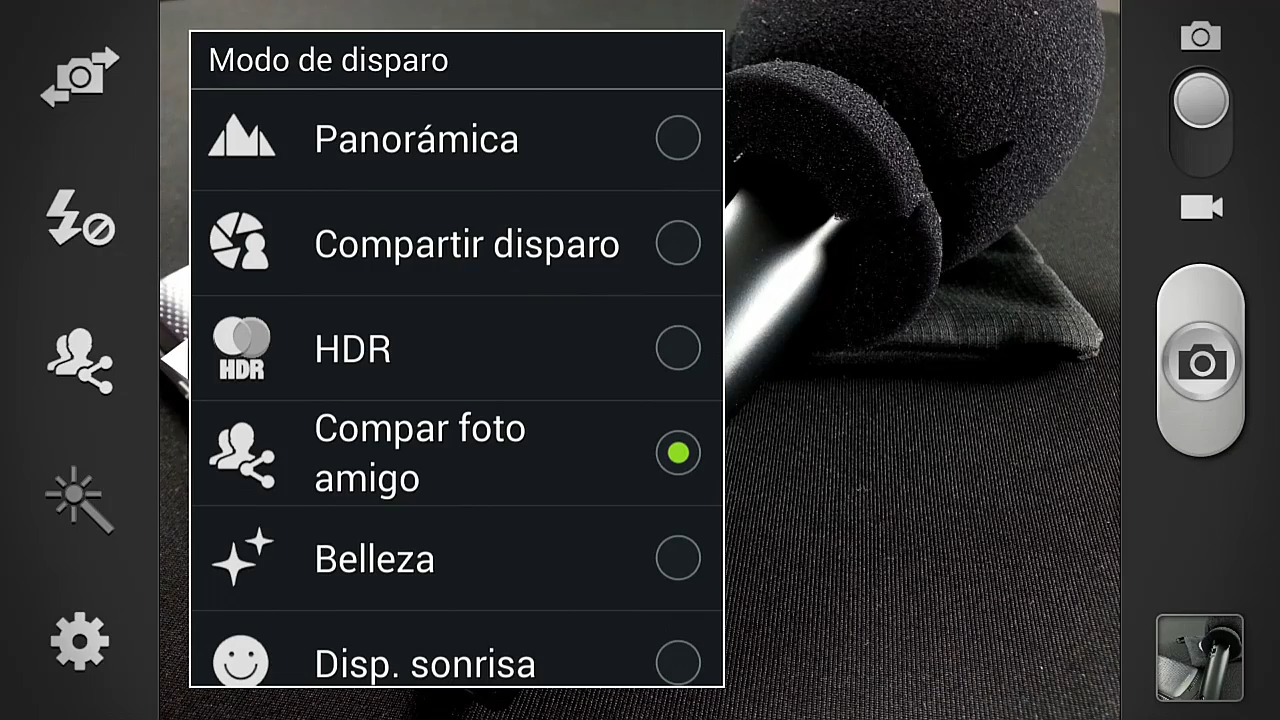 Modo de disparo
Panorámica
Compartir disparo
HDR
HDR
Compar foto
amigo
Belleza
Disp. sonrisa